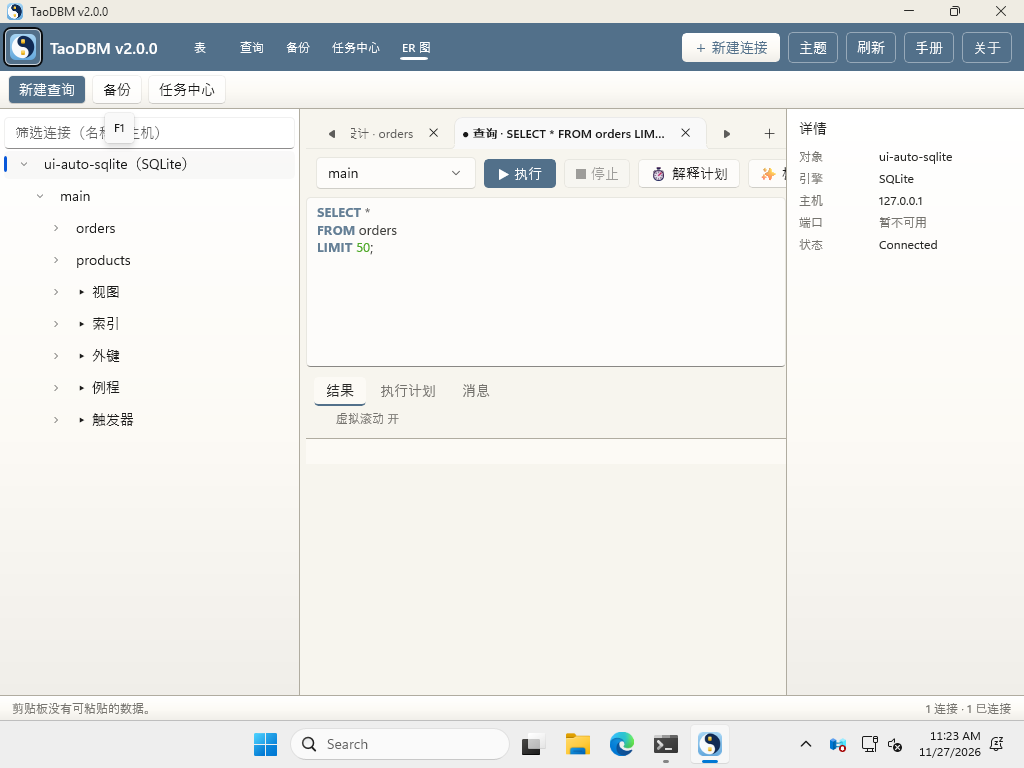 TaoDBM v2.0.0
TaoDBM v2.0.0
表
查询
备份
任务中心
ER 图
+ 新建连接
主题
刷新
手册
关于
新建查询
备份
任务中心
F1
筛选连接（名 主机）
ui-auto-sqlite（SQLite）
main
orders
products
视图
索引
外键
例程
触发器
设计 · orders
● 查询 · SELECT * FROM orders LIM...
main
执行
停止
解释计划
SELECT *
FROM orders
LIMIT 50;
结果
执行计划
消息
虚拟滚动 开
详情
对象 ui-auto-sqlite
引擎 SQLite
主机 127.0.0.1
端口 暂不可用
状态 Connected
剪贴板没有可粘贴的数据。
1 连接 · 1 已连接
Search
11:23 AM
11/27/2026